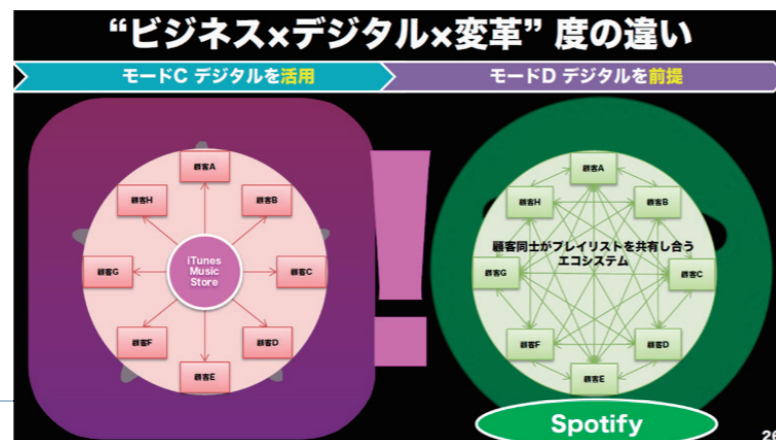 “ビジネス×デジタル×変革” 度の違い
モードC デジタルを活用
モードD デジタルを前提
顧客A
顧客B
顧客C
顧客D
顧客E
顧客F
顧客G
顧客H
iTunes
Music
Store
!
顧客A
顧客B
顧客C
顧客D
顧客E
顧客F
顧客G
顧客H
顧客同士がプレイリストを共有し合う
エコシステム
Spotify